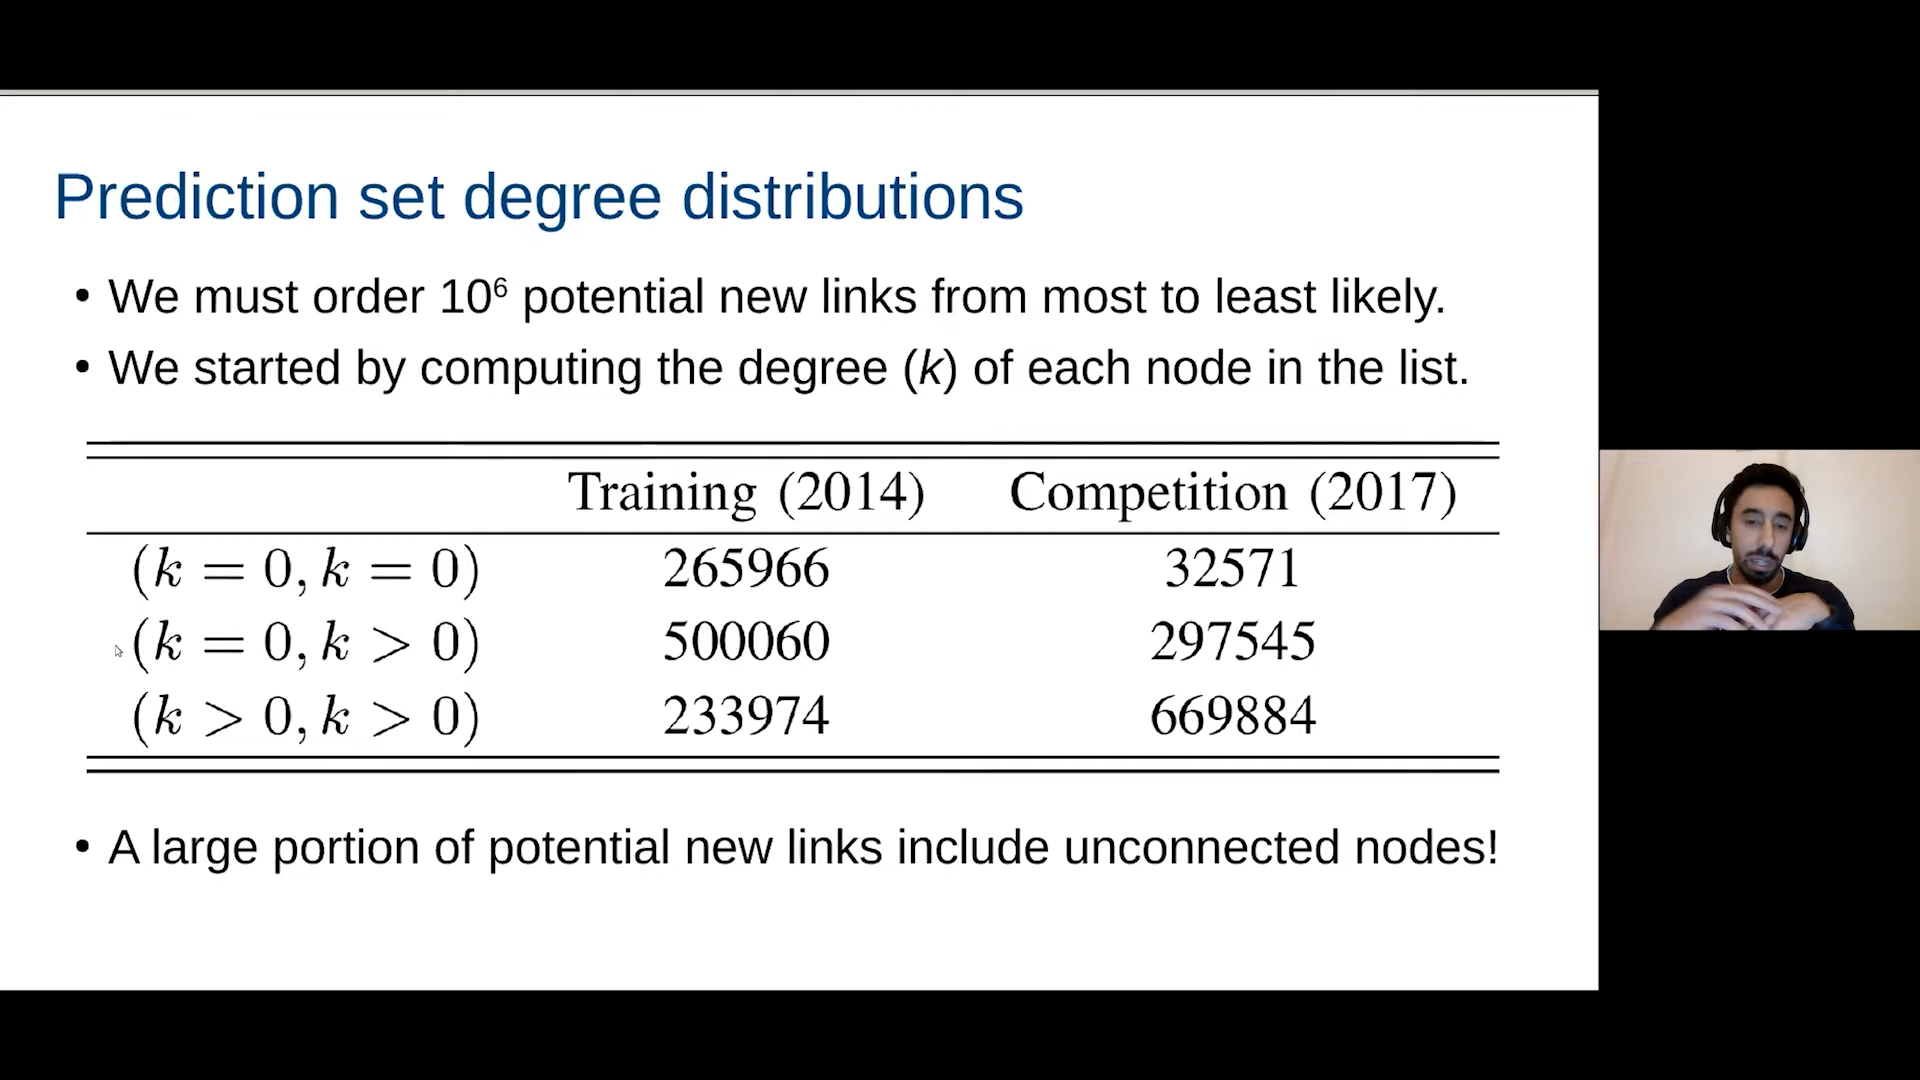 Prediction set degree distributions
• We must order 10⁶ potential new links from most to least likely.
• We started by computing the degree (k) of each node in the list.
Training (2014) Competition (2017)
(k = 0, k = 0) 265966 32571
(k = 0, k > 0) 500060 297545
(k > 0, k > 0) 233974 669884
• A large portion of potential new links include unconnected nodes!